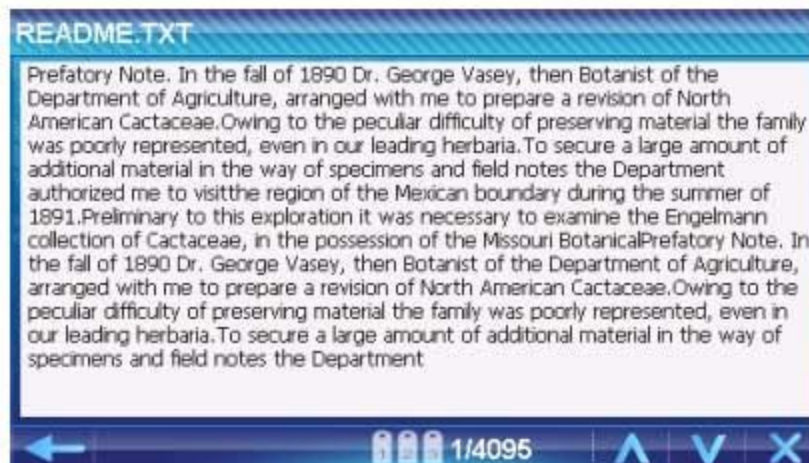 README.TXT
Prefatory Note. In the fall of 1890 Dr. George Vasey, then Botanist of the
Department of Agriculture, arranged with me to prepare a revision of North
American Cactaceae.Owing to the peculiar difficulty of preserving material the family
was poorly represented, even in our leading herbaria.To secure a large amount of
additional material in the way of specimens and field notes the Department
authorized me to visitthe region of the Mexican boundary during the summer of
1891.Preliminary to this exploration it was necessary to examine the Engelmann
collection of Cactaceae, in the possession of the Missouri BotanicalPrefatory Note. In
the fall of 1890 Dr. George Vasey, then Botanist of the Department of Agriculture,
arranged with me to prepare a revision of North American Cactaceae.Owing to the
peculiar difficulty of preserving material the family was poorly represented, even in
our leading herbaria.To secure a large amount of additional material in the way of
specimens and field notes the Department
1 2 3 1/4095